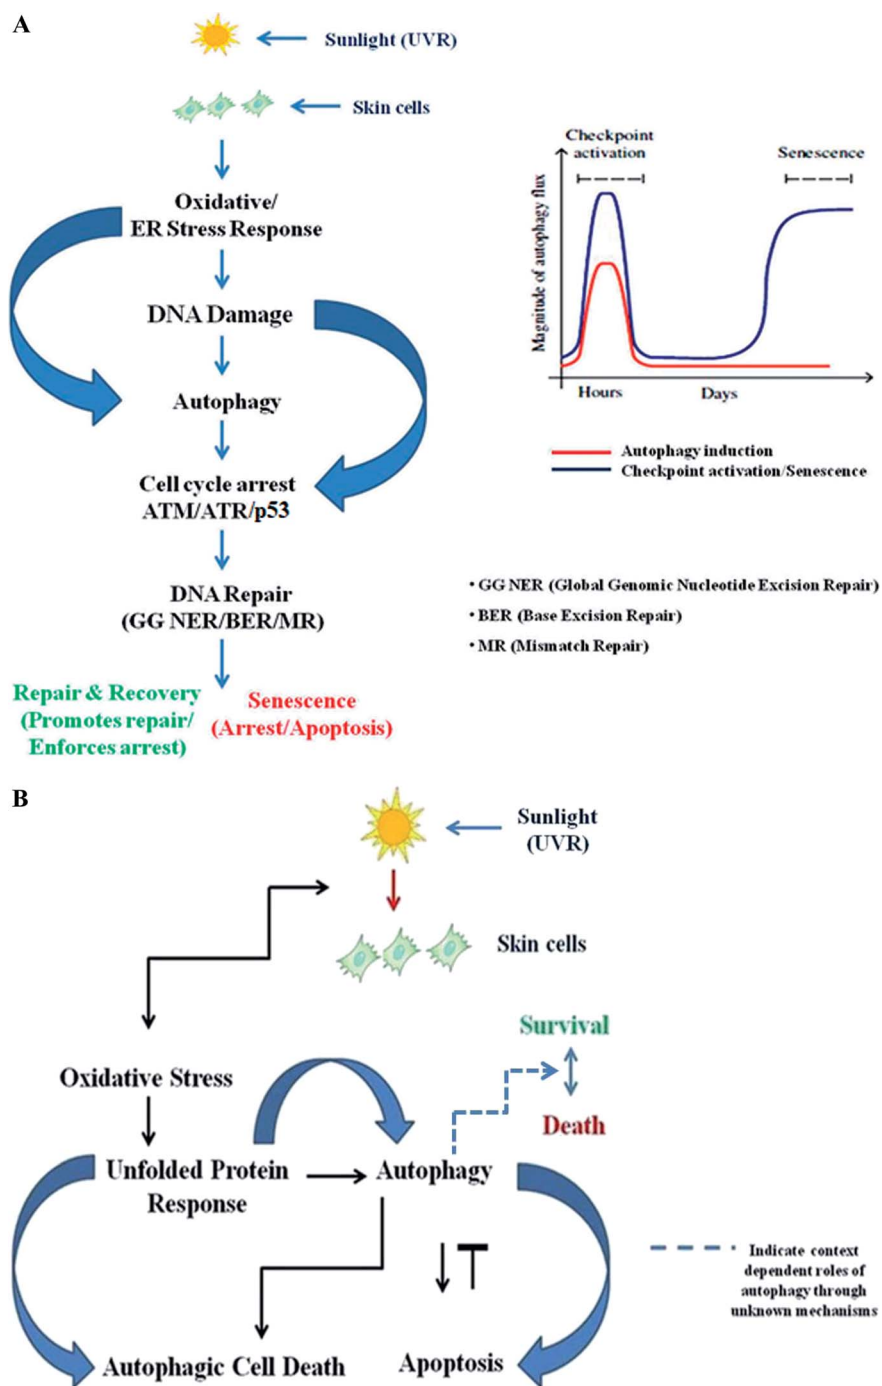 A
Sunlight (UVR)
Skin cells
Oxidative/
ER Stress Response
DNA Damage
Autophagy
Cell cycle arrest
ATM/ATR/p53
DNA Repair
(GG NER/BER/MR)
Repair & Recovery
(Promotes repair/
Enforces arrest)
Senescence
(Arrest/Apoptosis)
Checkpoint
activation
Senescence
Magnitude of autophagy flux
Hours
Days
Autophagy induction
Checkpoint activation/Senescence
• GG NER (Global Genomic Nucleotide Excision Repair)
• BER (Base Excision Repair)
• MR (Mismatch Repair)
B
Sunlight
(UVR)
Skin cells
Survival
Death
Oxidative Stress
Unfolded Protein
Response
Autophagy
Autophagic Cell Death
Apoptosis
Indicate context
dependent roles of
autophagy through
unknown mechanisms